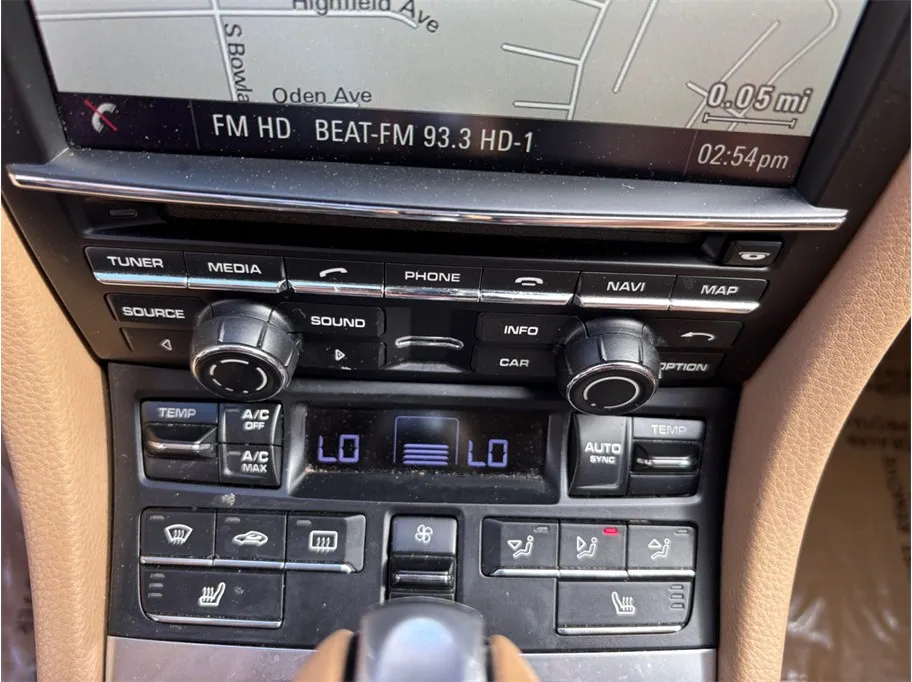 Highfield Ave
S Bowla
Oden Ave
0.05 mi
FM HD BEAT-FM 93.3 HD-1
02:54pm
TUNER MEDIA PHONE NAVI MAP
SOURCE SOUND INFO
CAR OPTION
TEMP A/C OFF LO LO AUTO SYNC TEMP
A/C MAX